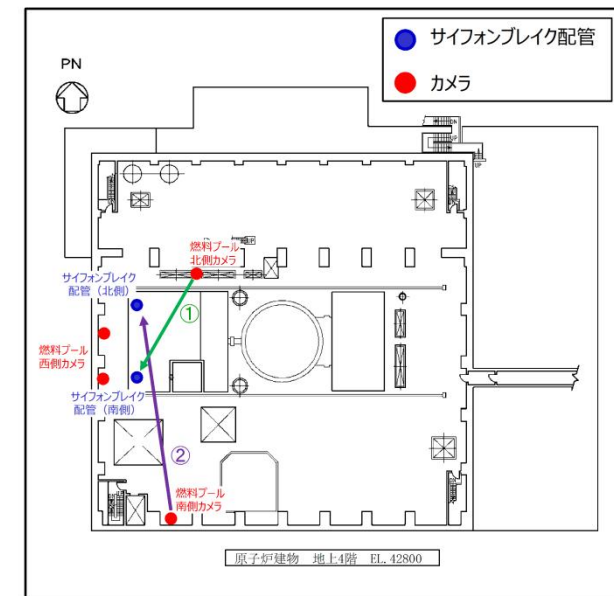 サイフォンブレイク配管
カメラ
PN
DN
UP
UP
燃料プール
北側カメラ
サイフォンブレイク
配管（北側）
①
燃料プール
西側カメラ
サイフォンブレイク
配管（南側）
②
燃料プール
南側カメラ
原子炉建物 地上4階 EL. 42800